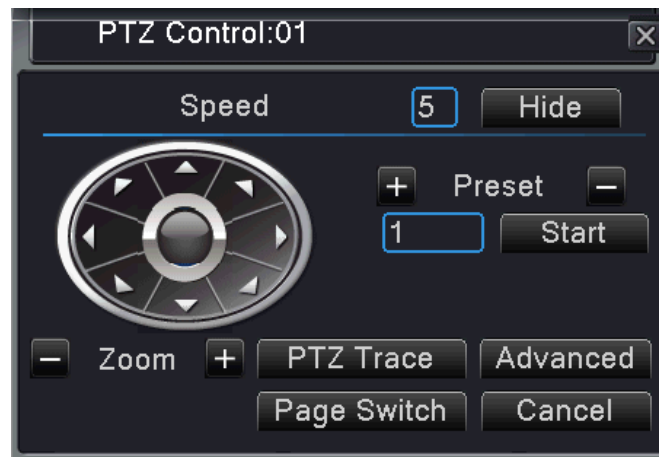 PTZ Control:01 X
Speed 5 Hide
+ Preset −
1 Start
− Zoom + PTZ Trace Advanced
Page Switch Cancel